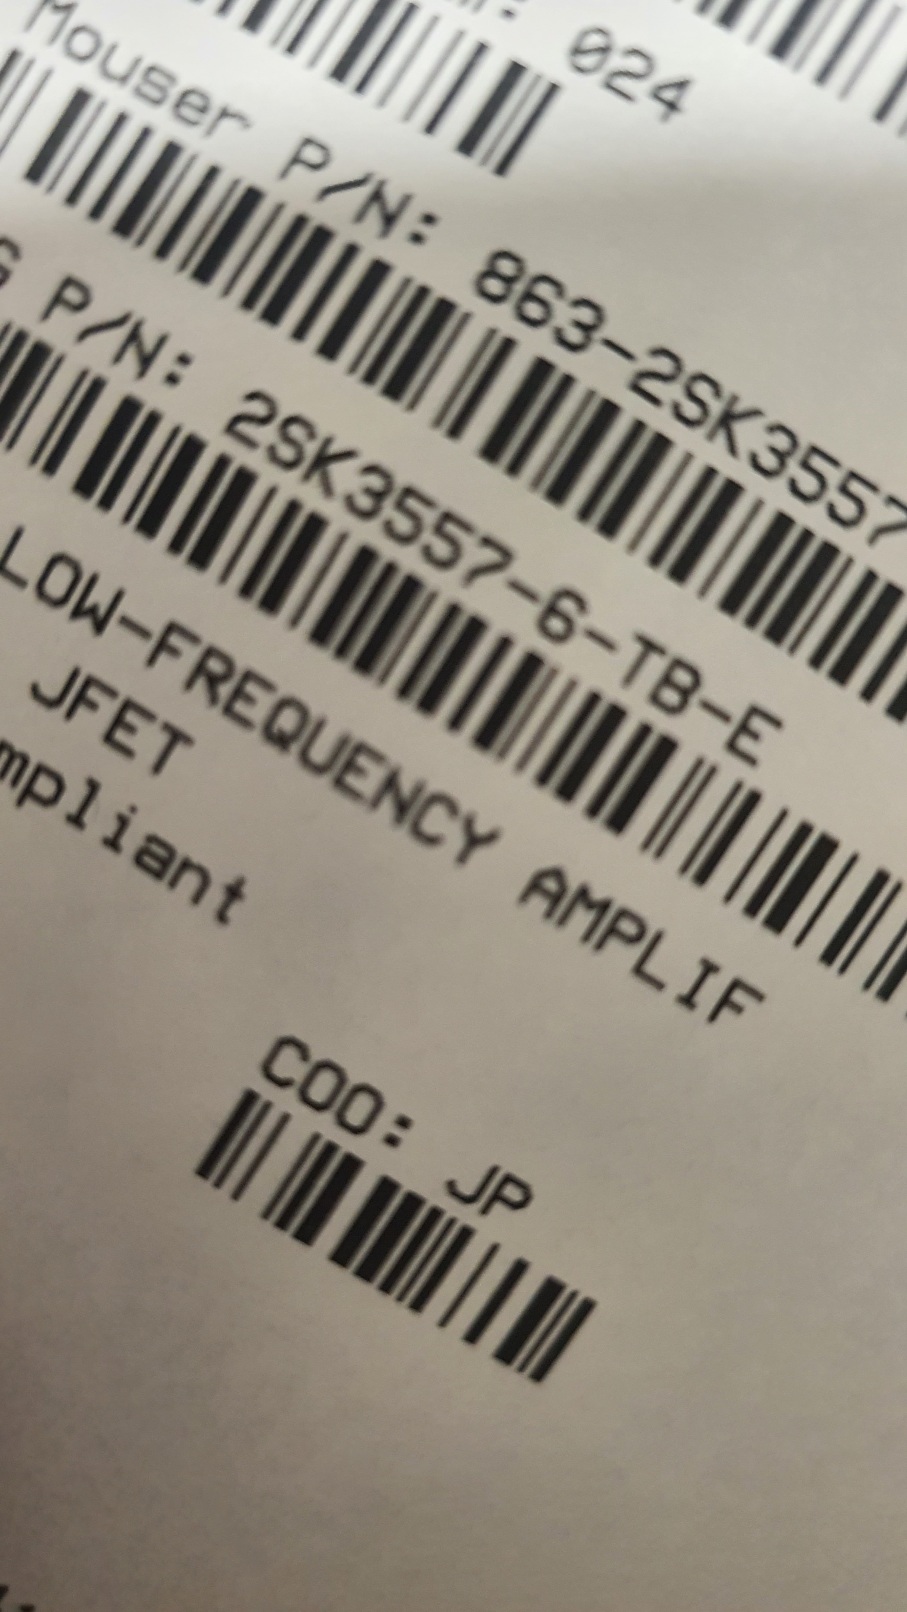 024
Mouser P/N: 863-2SK3557
G P/N: 2SK3557-6-TB-E
LOW-FREQUENCY AMPLIF
JFET
mpliant
COO: JP